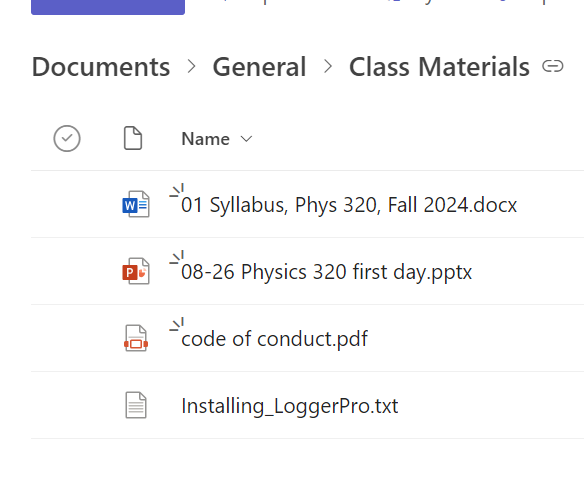 Documents > General > Class Materials
Name
01 Syllabus, Phys 320, Fall 2024.docx
08-26 Physics 320 first day.pptx
code of conduct.pdf
Installing_LoggerPro.txt